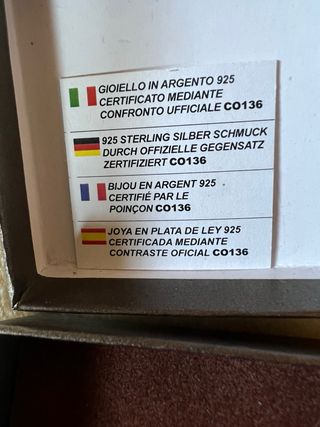 GIOIELLO IN ARGENTO 925
CERTIFICATO MEDIANTE
CONFRONTO UFFICIALE CO136
925 STERLING SILBER SCHMUCK
DURCH OFFIZIELLE GEGENSATZ
ZERTIFIZIERT CO136
BIJOU EN ARGENT 925
CERTIFIÉ PAR LE
POINÇON CO136
JOYA EN PLATA DE LEY 925
CERTIFICADA MEDIANTE
CONTRASTE OFICIAL CO136